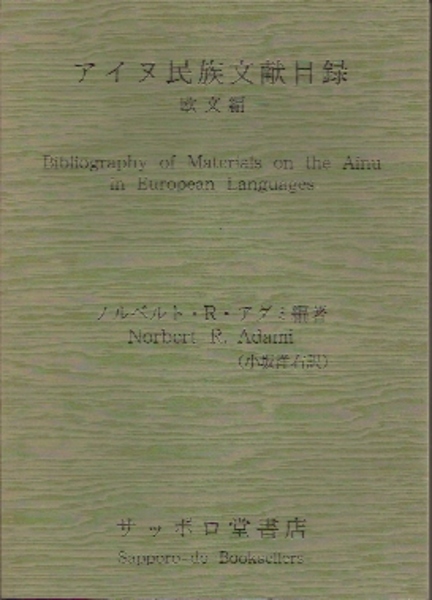 アイヌ民族文献目録
欧文編
Bibliography of Materials on the Ainu
in European Languages
ノルベルト・R・アダミ編著
Norbert R. Adami
(小坂洋右訳)
サッポロ堂書店
Sapporo-do Booksellers